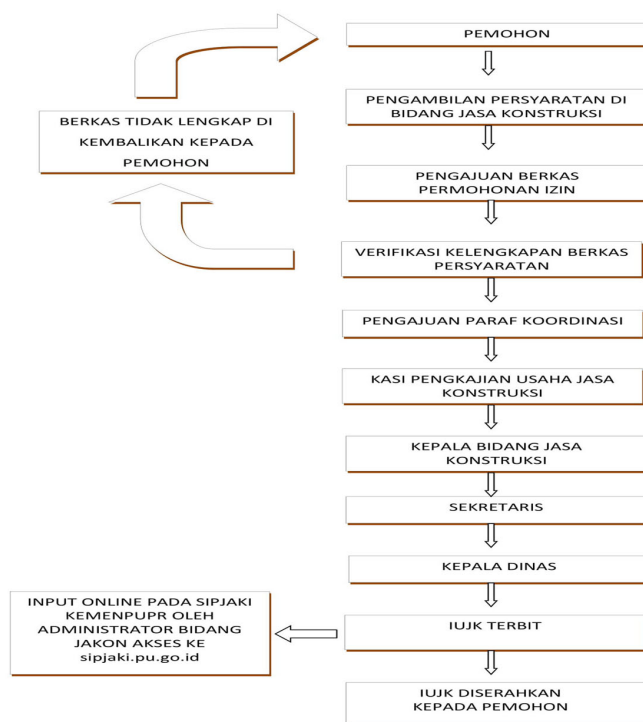 PEMOHON
PENGAMBILAN PERSYARATAN DI
BIDANG JASA KONSTRUKSI
BERKAS TIDAK LENGKAP DI
KEMBALIKAN KEPADA
PEMOHON
PENGAJUAN BERKAS
PERMOHONAN IZIN
VERIFIKASI KELENGKAPAN BERKAS
PERSYARATAN
PENGAJUAN PARAF KOORDINASI
KASI PENGKAJIAN USAHA JASA
KONSTRUKSI
KEPALA BIDANG JASA
KONSTRUKSI
SEKRETARIS
KEPALA DINAS
IUJK TERBIT
INPUT ONLINE PADA SIPJAKI
KEMENPUPR OLEH
ADMINISTRATOR BIDANG
JAKON AKSES KE
sipjaki.pu.go.id
IUJK DISERAHKAN
KEPADA PEMOHON